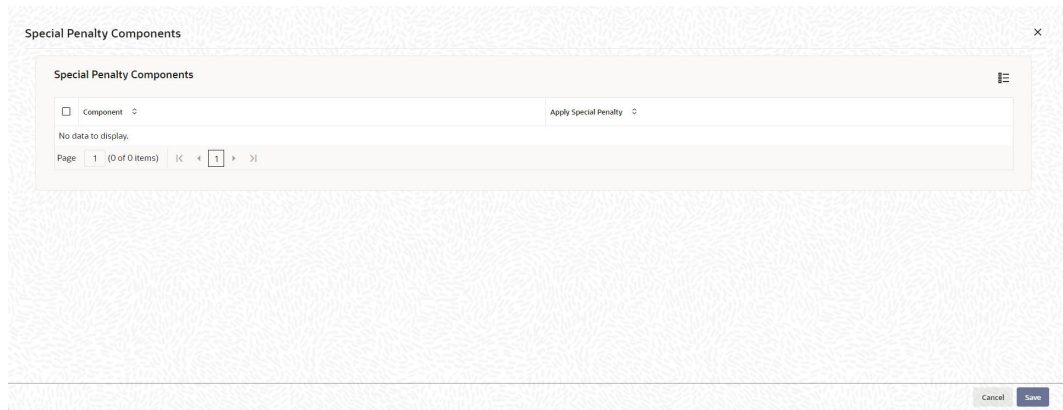 Special Penalty Components
Special Penalty Components
Component Apply Special Penalty
No data to display.
Page 1 (0 of 0 items) 1
Cancel Save